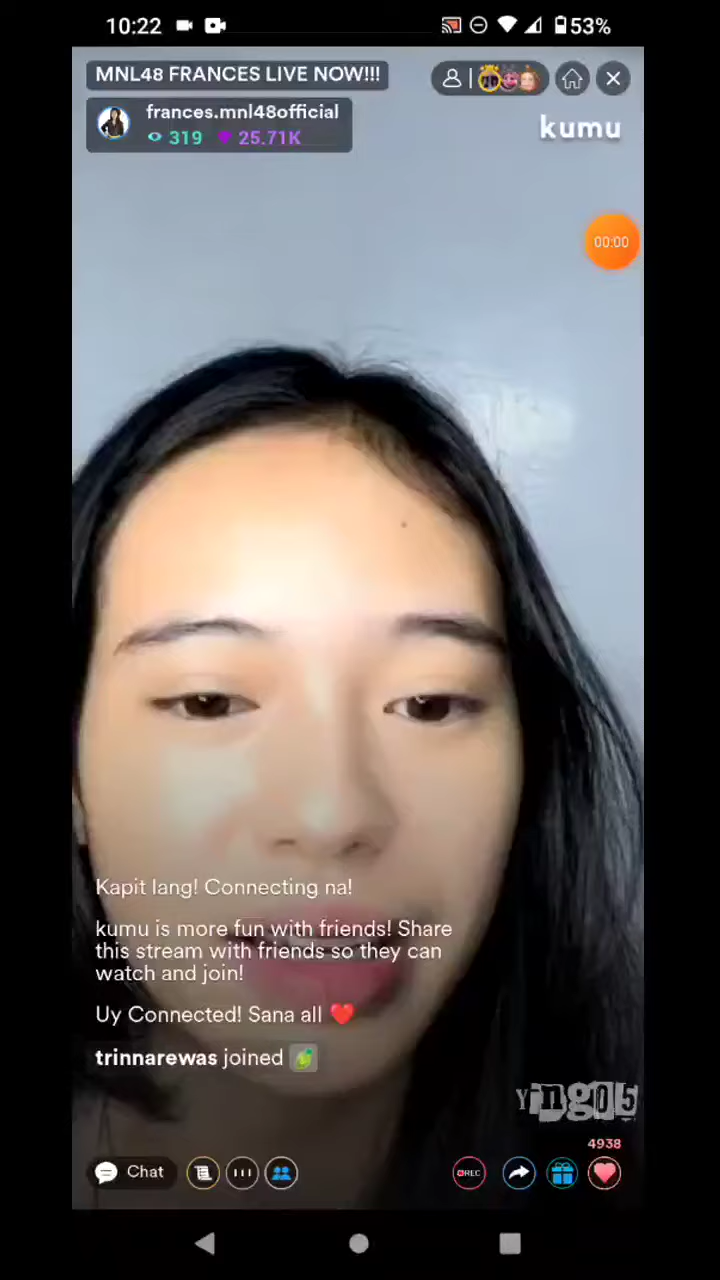 10:22
53%
MNL48 FRANCES LIVE NOW!!!
frances.mnl48official
319 25.71K
kumu
00:00
Kapit lang! Connecting na!
kumu is more fun with friends! Share
this stream with friends so they can
watch and join!
Uy Connected! Sana all
trinnarewas joined
Ying05
4938
Chat
REC